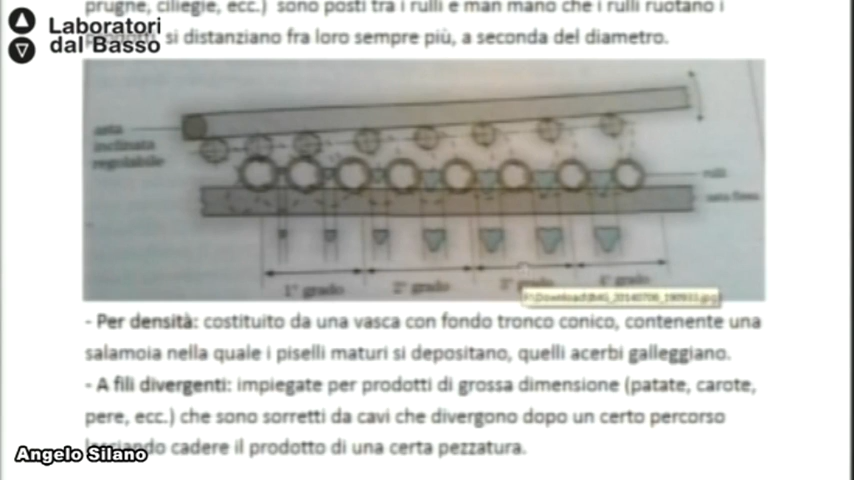 prugne, ciliegie, ecc.) sono posti tra i rulli e man mano che i rulli ruotano i
si distanziano fra loro sempre più, a seconda del diametro.
Laboratori
dal Basso
asta
inclinata
regolabile
rulli
asta fissa
1° grado
2° grado
3° grado
4° grado
- Per densità: costituito da una vasca con fondo tronco conico, contenente una
salamoia nella quale i piselli maturi si depositano, quelli acerbi galleggiano.
- A fili divergenti: impiegate per prodotti di grossa dimensione (patate, carote,
pere, ecc.) che sono sorretti da cavi che divergono dopo un certo percorso
cadere il prodotto di una certa pezzatura.
Angelo Silano